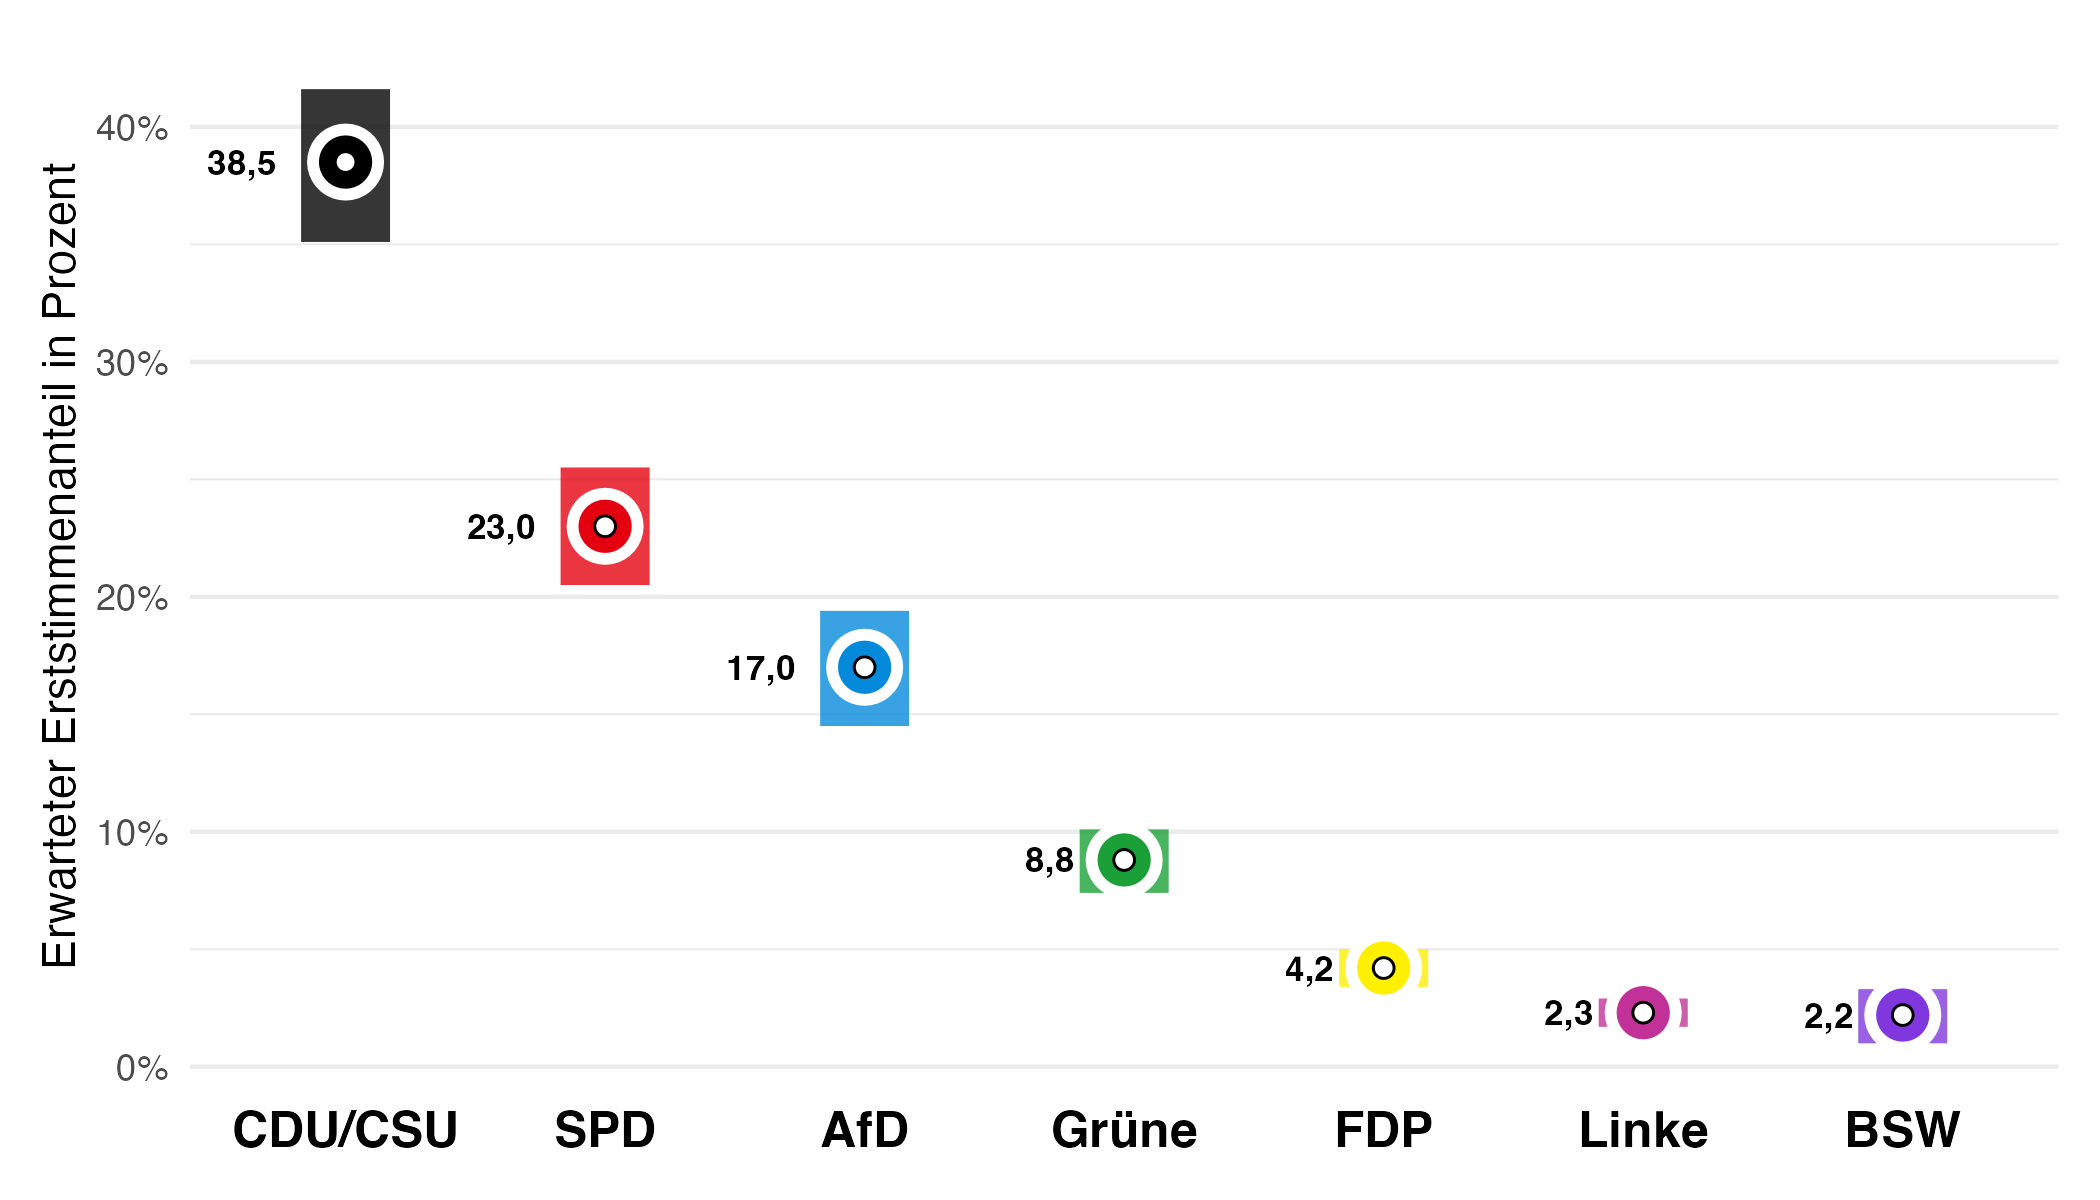 Erwarteter Erststimmenanteil in Prozent
40%
30%
20%
10%
0%
38,5
23,0
17,0
8,8
4,2
2,3
2,2
CDU/CSU
SPD
AfD
Grüne
FDP
Linke
BSW